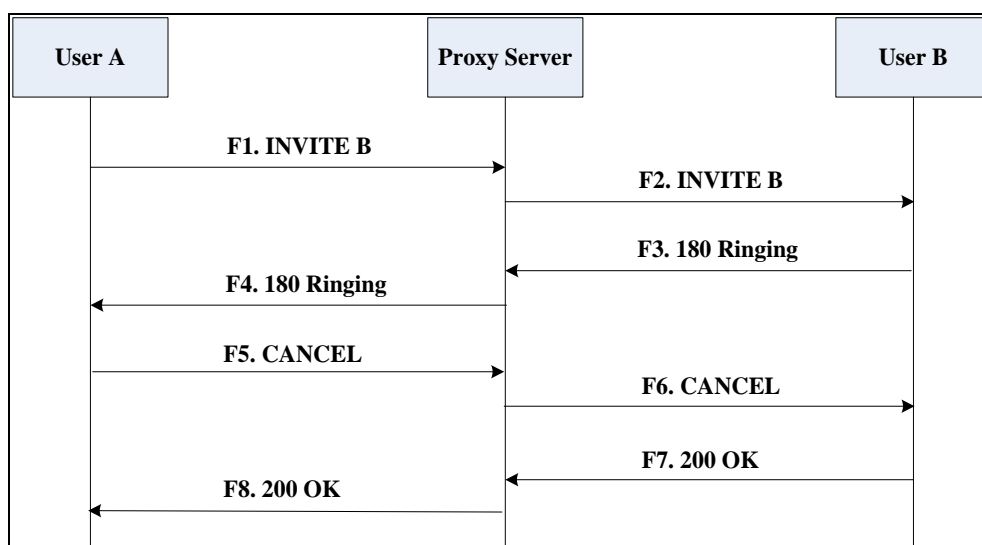 User A
Proxy Server
User B
F1. INVITE B
F2. INVITE B
F3. 180 Ringing
F4. 180 Ringing
F5. CANCEL
F6. CANCEL
F7. 200 OK
F8. 200 OK